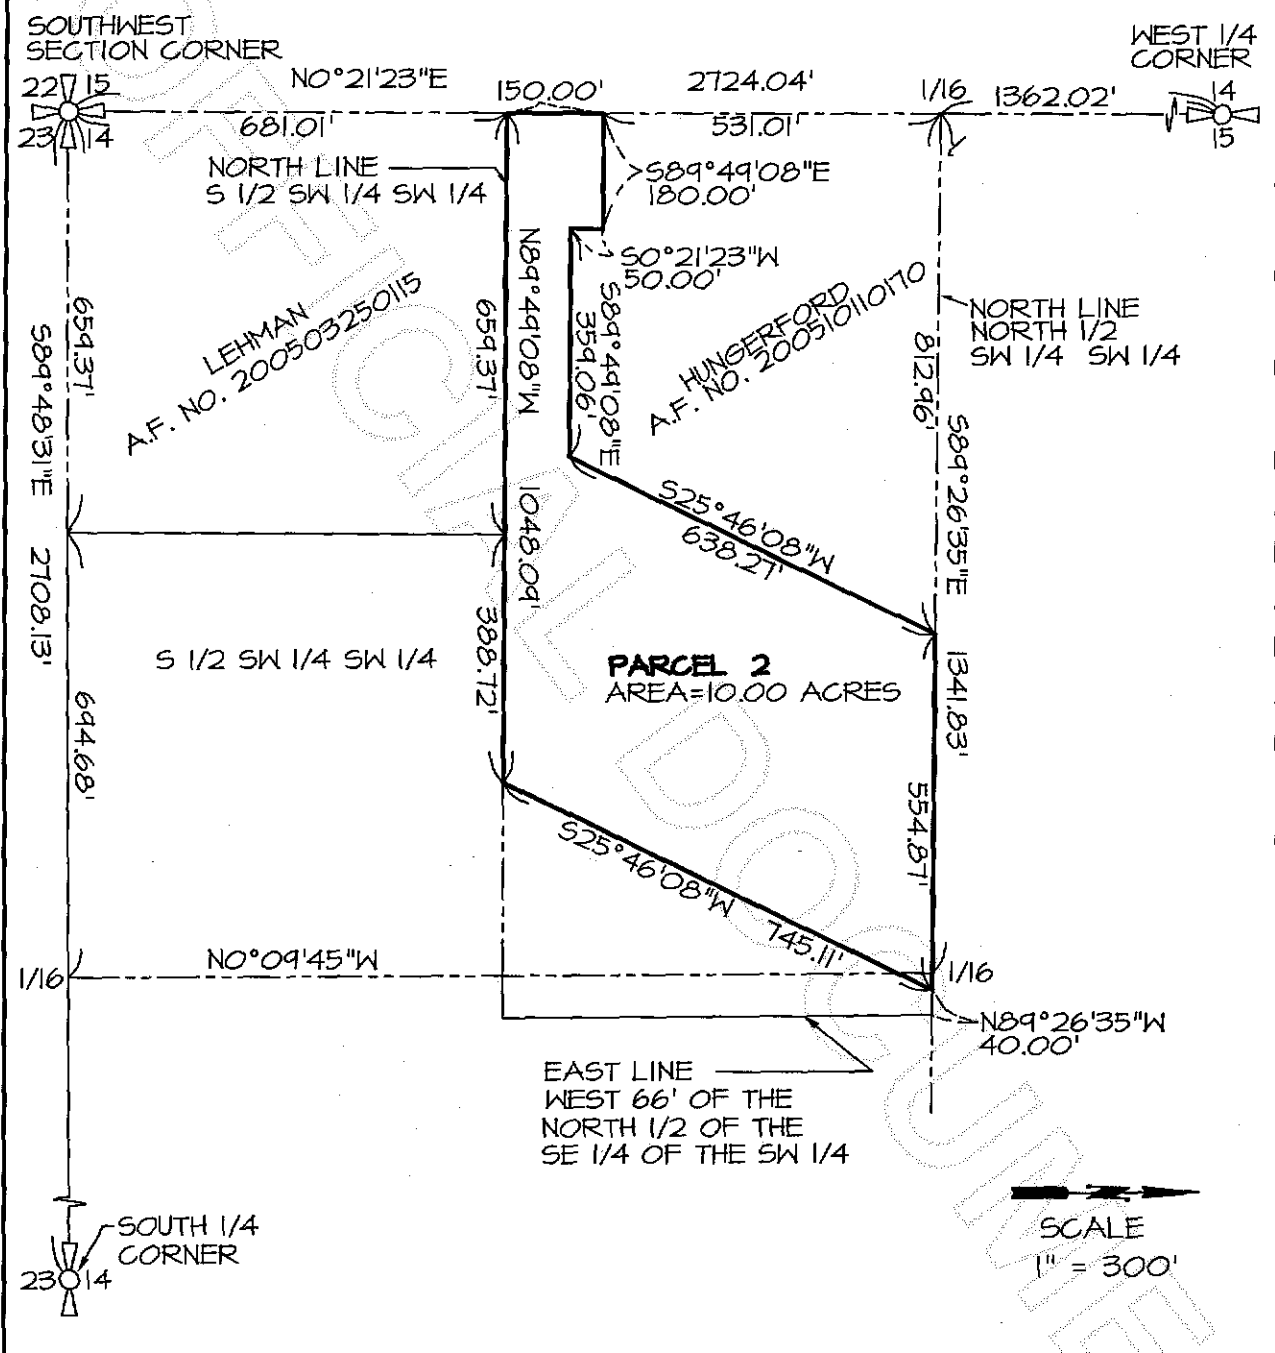 SOUTHWEST
SECTION CORNER
WEST 1/4
CORNER
22 15
23 14
N0°21'23"E
681.01'
150.00'
2724.04'
531.01'
1/16
1362.02'
14
15
NORTH LINE
S 1/2 SW 1/4 SW 1/4
S89°49'08"E
180.00'
S0°21'23"W
50.00'
N89°49'08"W
1048.09'
659.37'
388.72'
S89°49'08"E
359.06'
LEHMAN
A.F. NO. 200503250115
HUNGERFORD
A.F. NO. 200510110170
NORTH LINE
NORTH 1/2
SW 1/4 SW 1/4
812.96'
S89°26'35"E
1341.83'
554.87'
659.37'
S89°48'31"E 2708.13'
694.68'
S25°46'08"W
638.27'
S 1/2 SW 1/4 SW 1/4
PARCEL 2
AREA=10.00 ACRES
S25°46'08"W 745.11'
1/16
N0°09'45"W
1/16
N89°26'35"W
40.00'
EAST LINE
WEST 66' OF THE
NORTH 1/2 OF THE
SE 1/4 OF THE SW 1/4
SOUTH 1/4
CORNER
23 14
SCALE
1" = 300'
OFFICIAL DOCUME